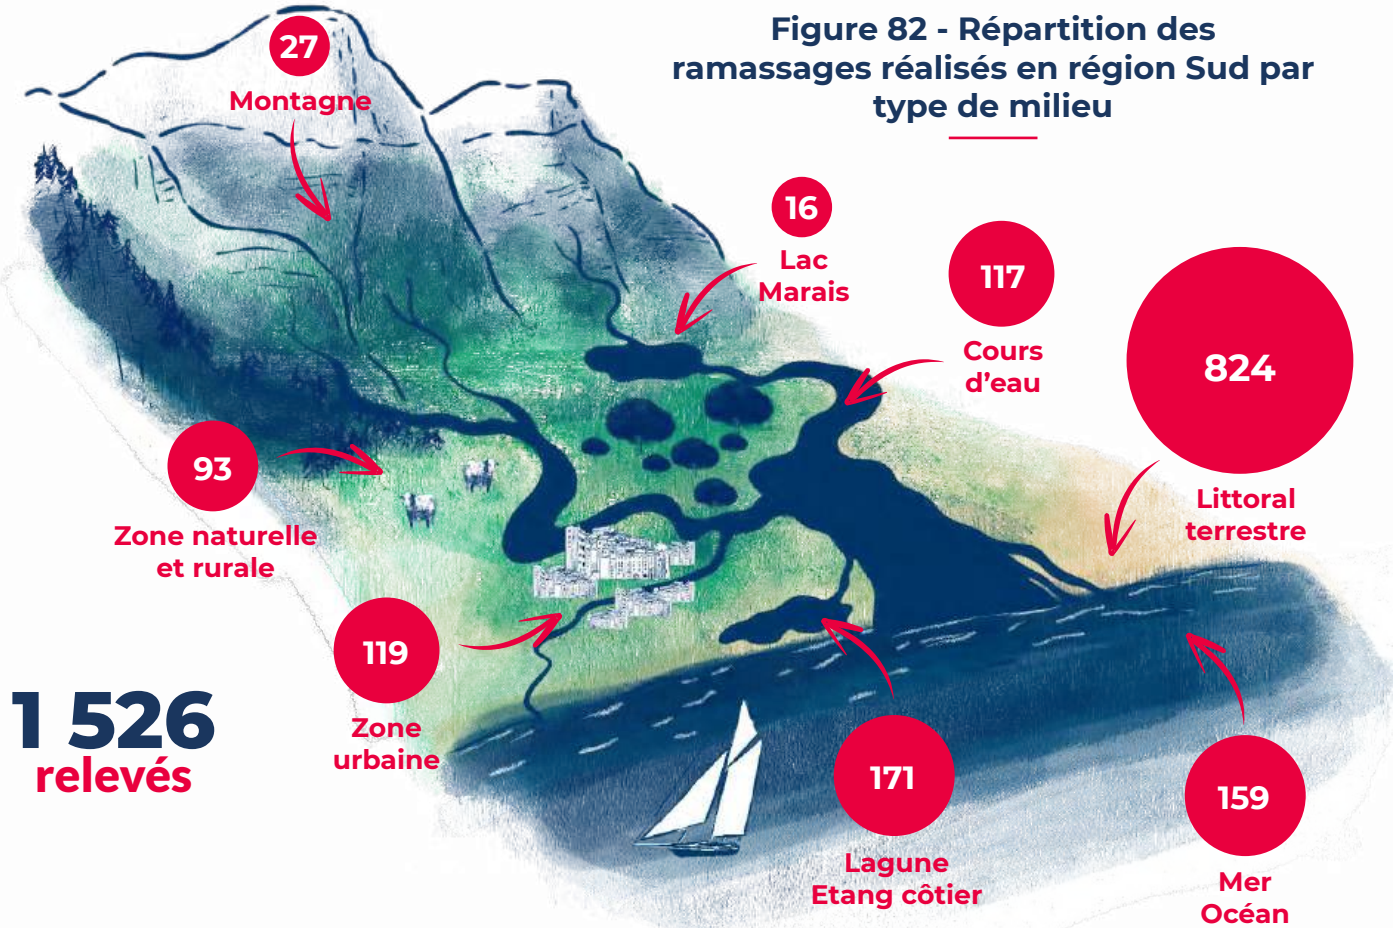 Figure 82 - Répartition des
ramassages réalisés en région Sud par
type de milieu
27
Montagne
16
Lac
Marais
117
Cours
d’eau
824
Littoral
terrestre
93
Zone naturelle
et rurale
119
Zone
urbaine
1 526
relevés
171
Lagune
Etang côtier
159
Mer
Océan